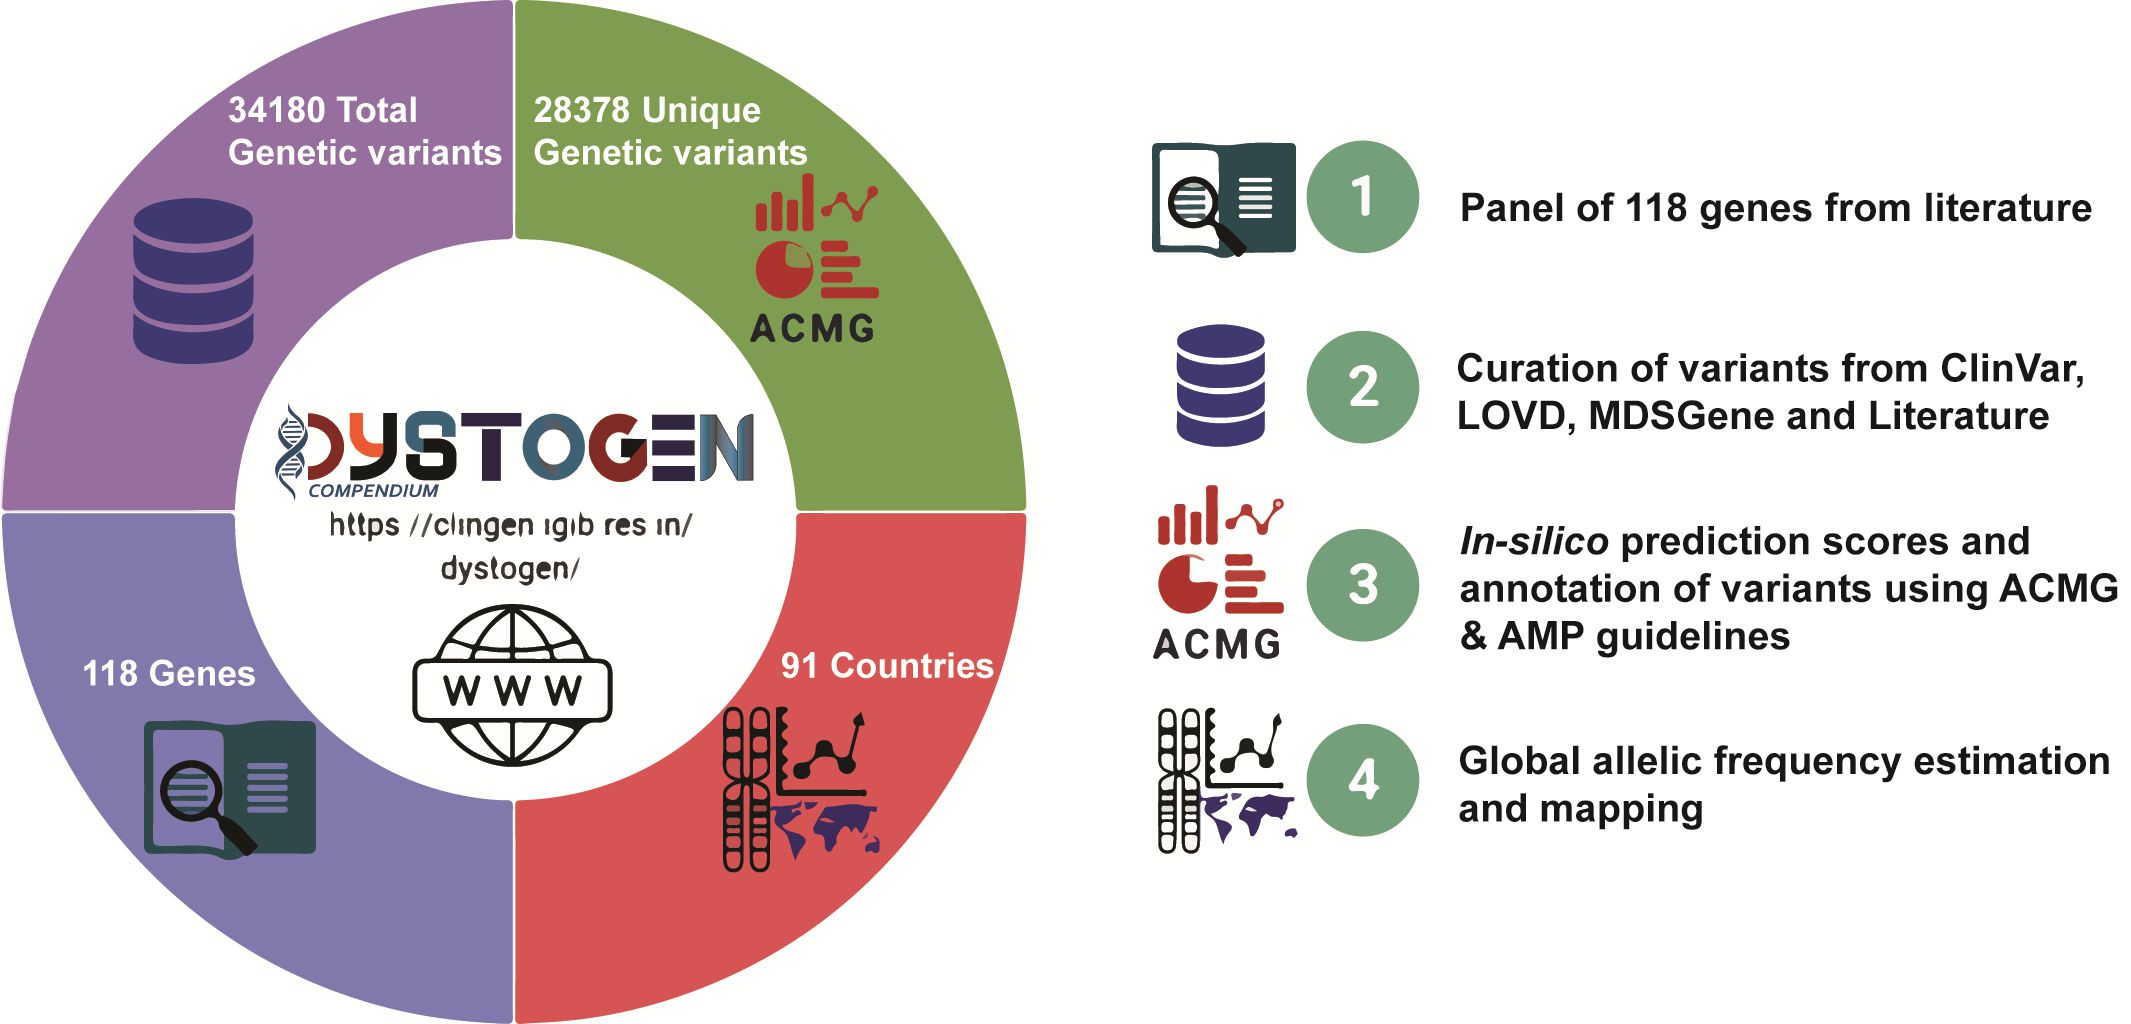 34180 Total
Genetic variants
28378 Unique
Genetic variants
ACMG
DYSTOGEN
COMPENDIUM
https //clingen igib res in/
dystogen/
WWW
118 Genes
91 Countries
1
Panel of 118 genes from literature
2
Curation of variants from ClinVar,
LOVD, MDSGene and Literature
ACMG
3
In-silico prediction scores and
annotation of variants using ACMG
& AMP guidelines
4
Global allelic frequency estimation
and mapping